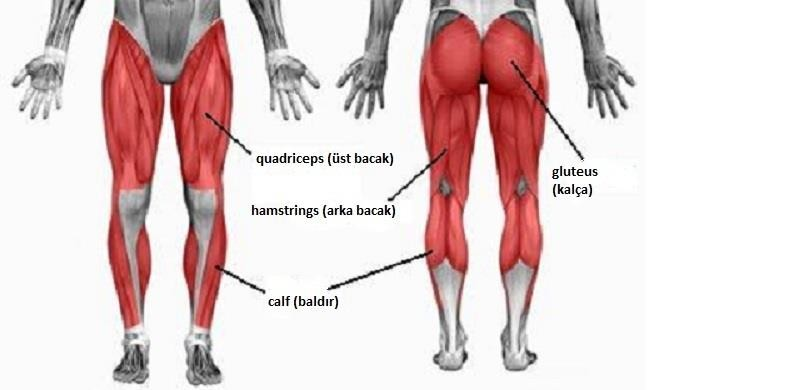 quadriceps (üst bacak)
hamstrings (arka bacak)
calf (baldır)
gluteus
(kalça)